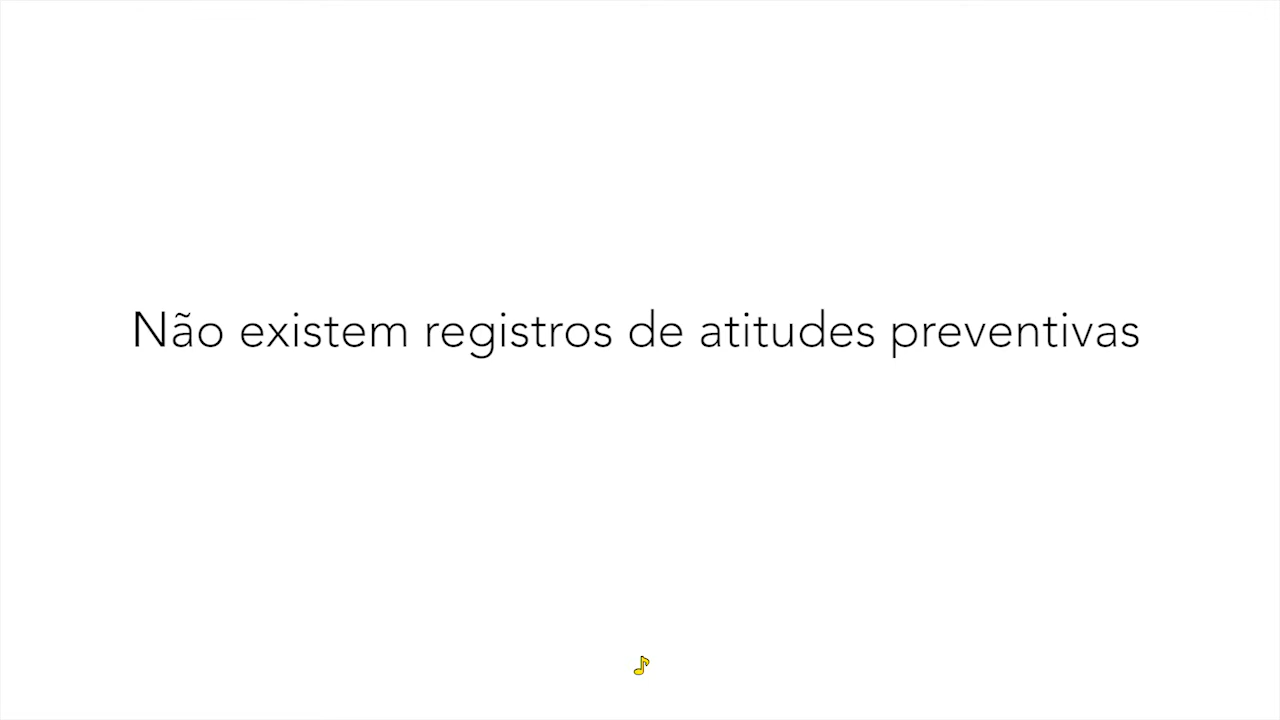 Não existem registros de atitudes preventivas
♪